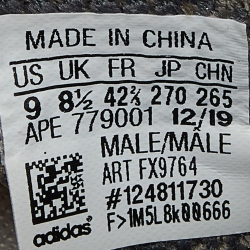 MADE IN CHINA
US UK FR JP CHN
9 8½ 42⅔ 270 265
APE 779001 12/19
MALE/MÂLE
ART FX9764
#124811730
F>1M5L8k00666
adidas